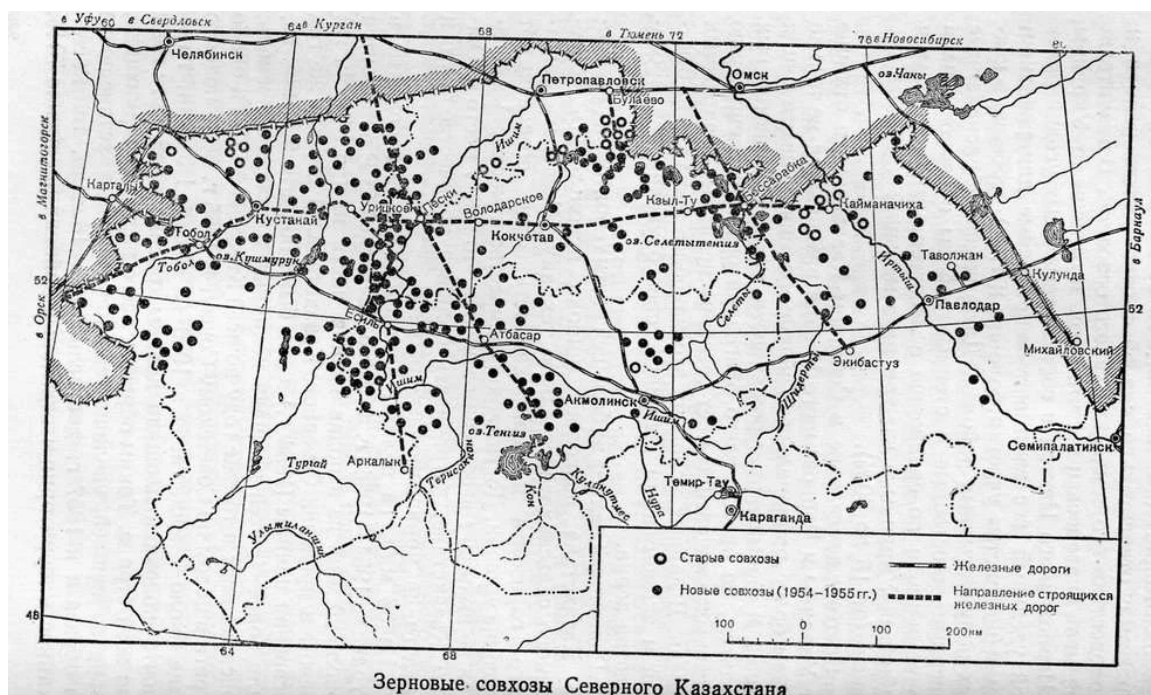 в Уфу 60
в Свердловск
64 в Курган
68
в Тюмень 72
76 в Новосибирск
80
Челябинск
Петропавловск
Булаево
Омск
оз. Чаны
в Магнитогорск
Карталы
Ишим
Тобол
Кустанай
Урицкое
Пески
Володарское
Кокчетав
Кзыл-Ту
Бессарабка
Кайманачиха
в Барнаул
оз. Селетытениз
Тобол
оз. Кушмурун
Иртыш
Таволжан
Кулунда
Павлодар
52
52
в Орск
Есиль
Атбасар
Селеты
Шидерты
Экибастуз
Михайловский
Ишим
Акмолинск
Ишим
Семипалатинск
оз. Тенгиз
Аркалык
Тургай
Терисаккан
Кон
Куланутмес
Нура
Темир-Тау
Караганда
48
64
68
Старые совхозы
Железные дороги
Новые совхозы (1954–1955 гг.)
Направление строящихся
железных дорог
100 0 100 200 км
Зерновые совхозы Северного Казахстана